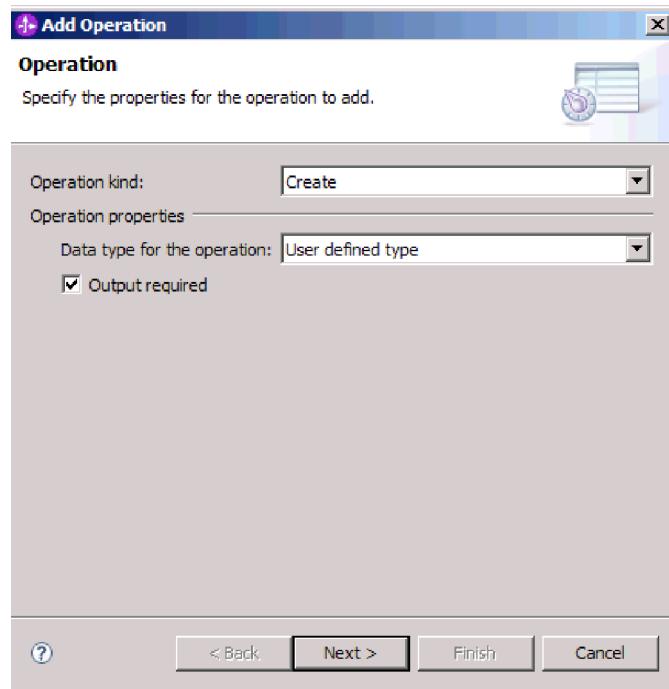 Add Operation
Operation
Specify the properties for the operation to add.
Operation kind: Create
Operation properties
Data type for the operation: User defined type
Output required
? < Back Next > Finish Cancel